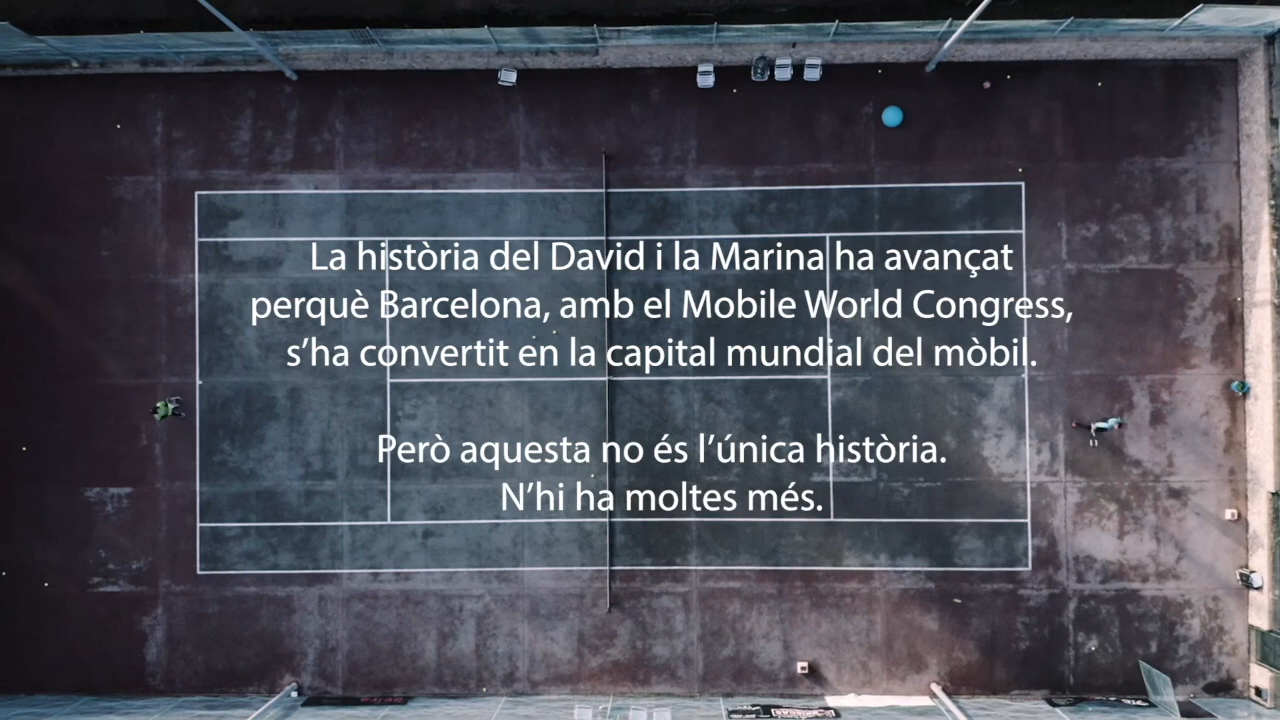 La història del David i la Marina ha avançat
perquè Barcelona, amb el Mobile World Congress,
s’ha convertit en la capital mundial del mòbil.
Però aquesta no és l’única història.
N’hi ha moltes més.